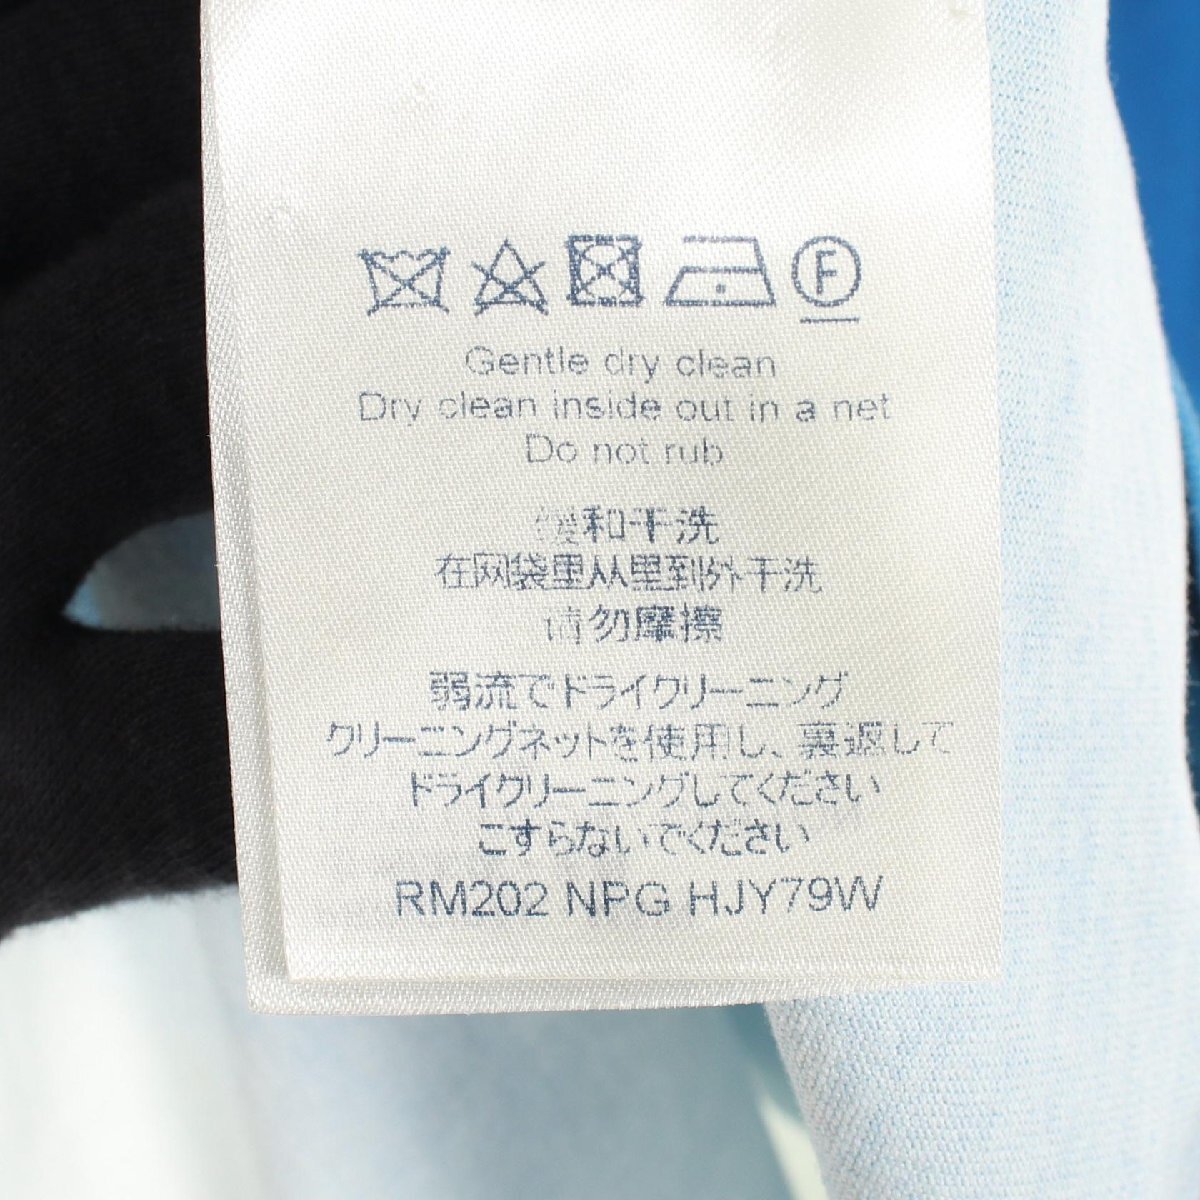 F
Gentle dry clean
Dry clean inside out in a net
Do not rub
缓和干洗
在网袋里从里到外干洗
请勿摩擦
弱流でドライクリーニング
クリーニングネットを使用し、裏返して
ドライクリーニングしてください
こすらないでください
RM202 NPG HJY79W